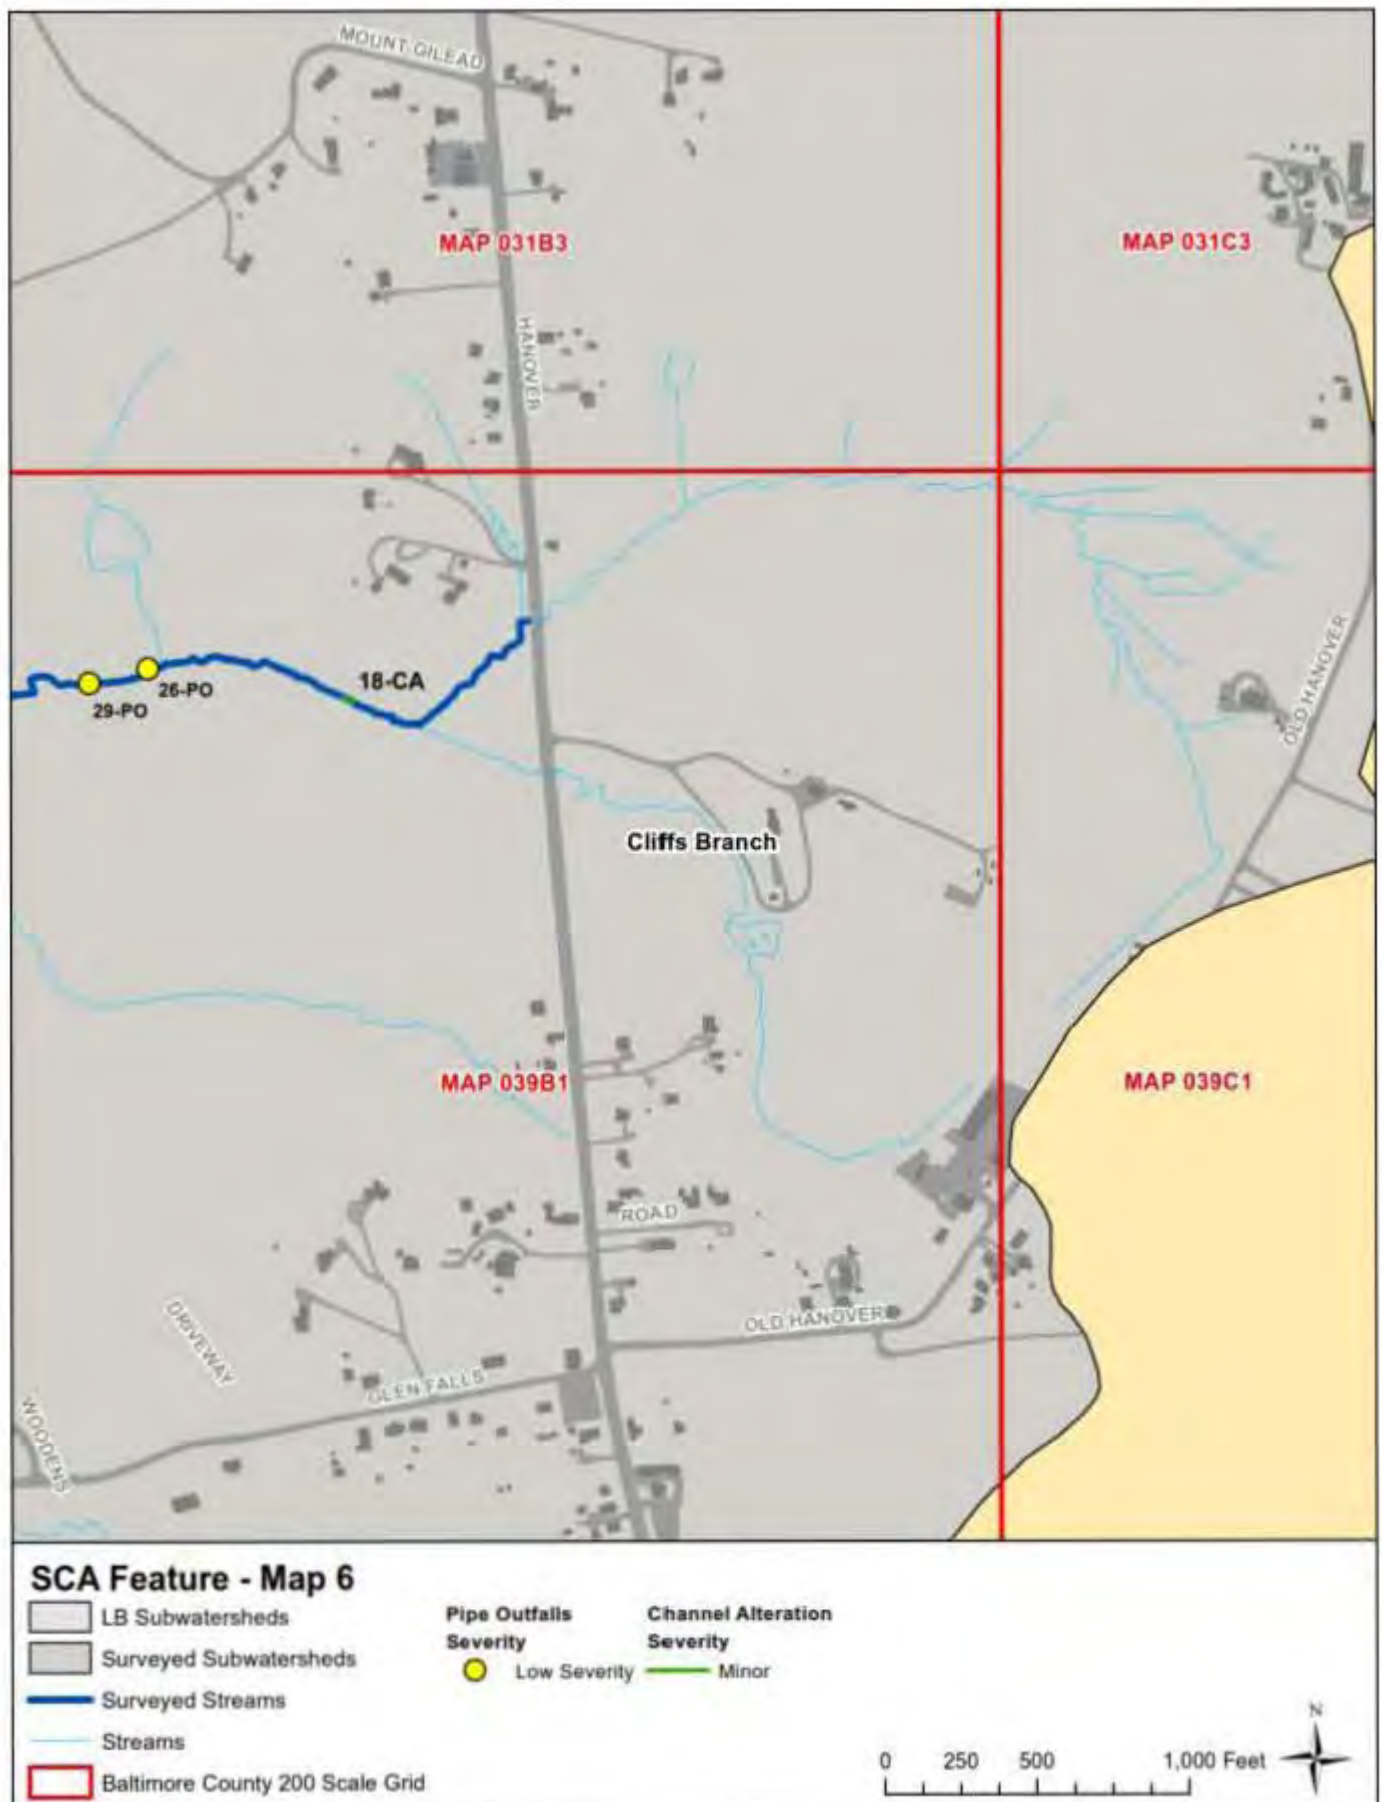 MOUNT GILEAD
MAP 031B3
MAP 031C3
HANOVER
18-CA
26-PO
29-PO
OLD HANOVER
Cliffs Branch
MAP 039B1
MAP 039C1
ROAD
OLD HANOVER
DRIVEWAY
GLEN FALLS
WOODENS
SCA Feature - Map 6
LB Subwatersheds
Surveyed Subwatersheds
Surveyed Streams
Streams
Baltimore County 200 Scale Grid
Pipe Outfalls
Severity
Low Severity
Channel Alteration
Severity
Minor
N
0 250 500 1,000 Feet